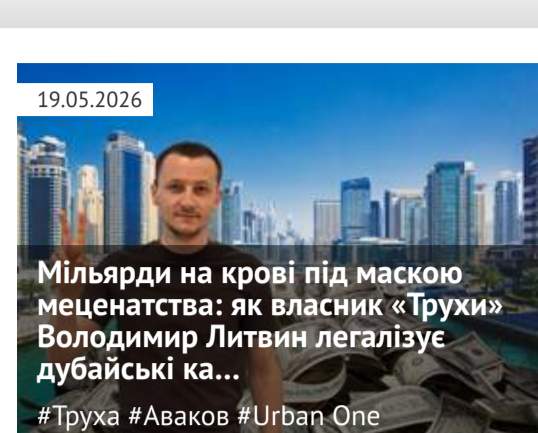 19.05.2026
Мільярди на крові під маскою
меценатства: як власник «Трухи»
Володимир Литвин легалізує
дубайські ка...
#Труха #Аваков #Urban One